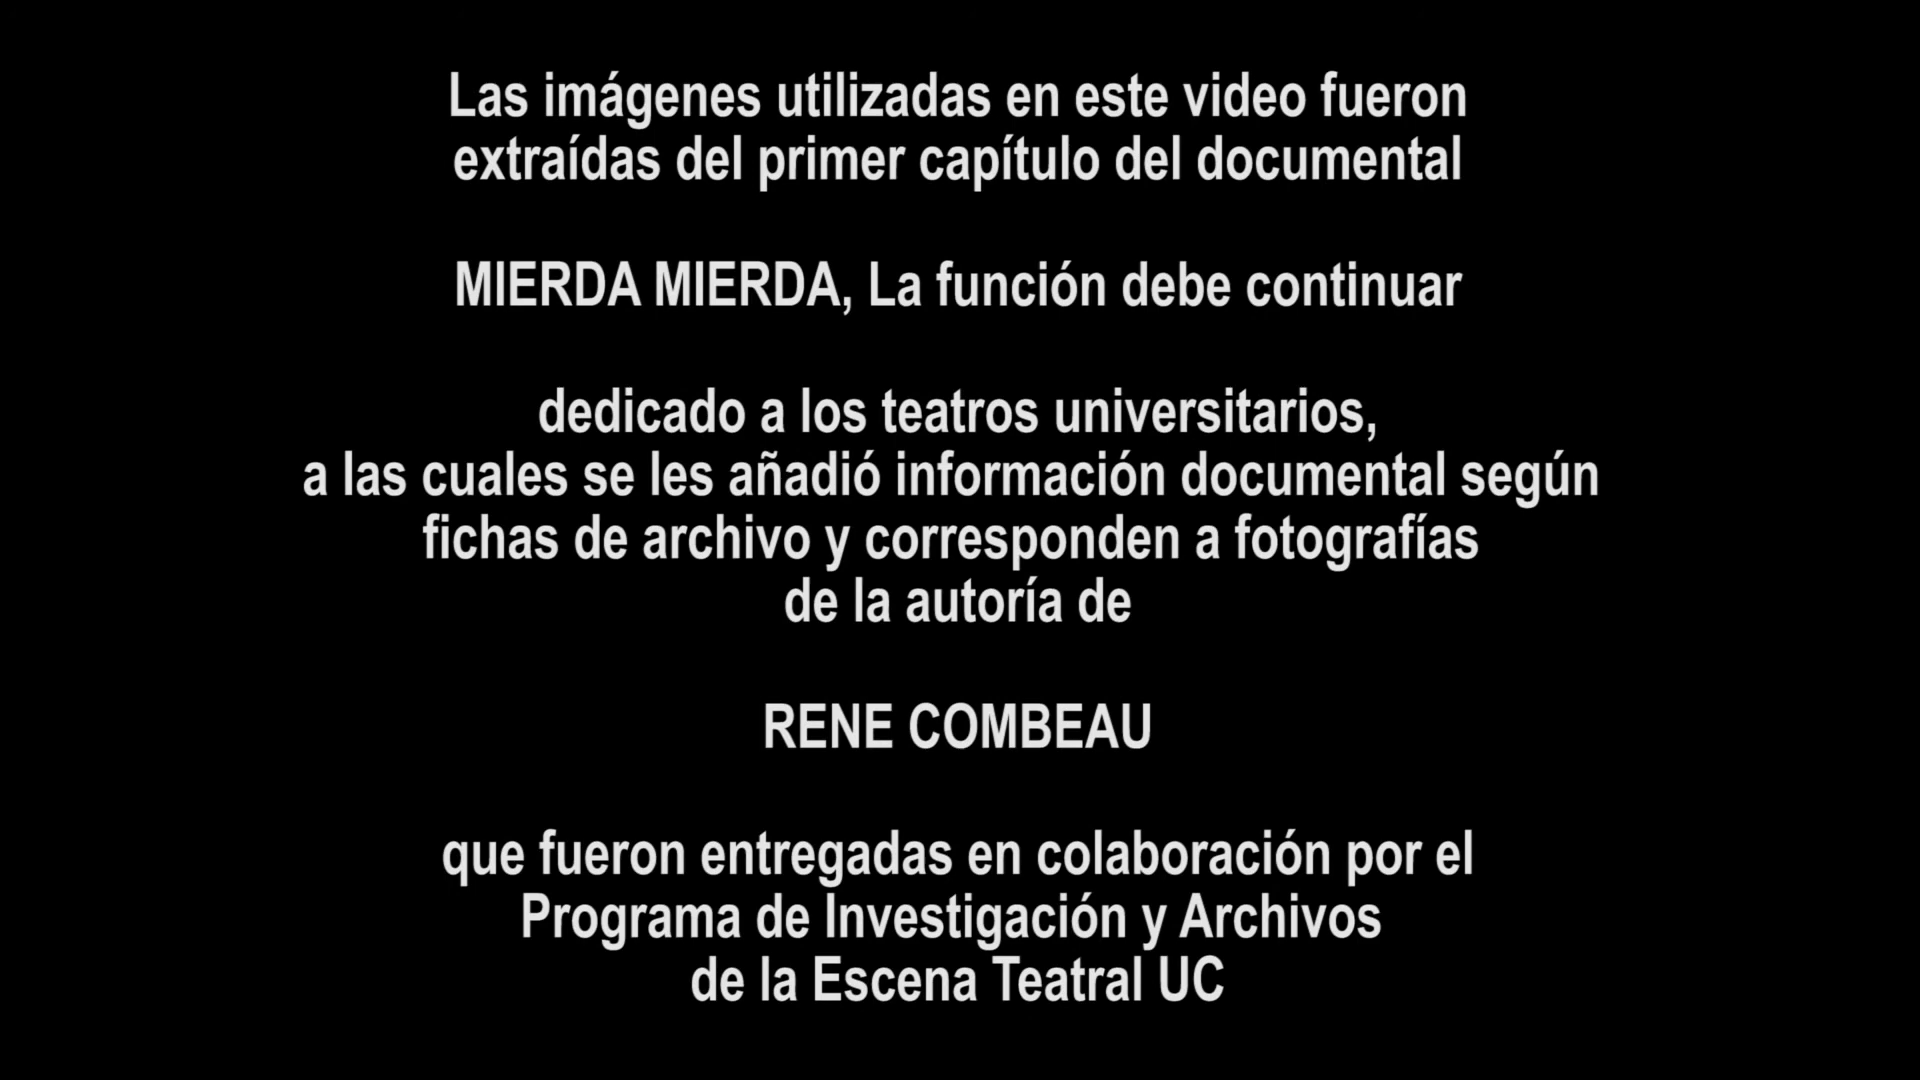 Las imágenes utilizadas en este video fueron
extraídas del primer capítulo del documental
MIERDA MIERDA, La función debe continuar
dedicado a los teatros universitarios,
a las cuales se les añadió información documental según
fichas de archivo y corresponden a fotografías
de la autoría de
RENE COMBEAU
que fueron entregadas en colaboración por el
Programa de Investigación y Archivos
de la Escena Teatral UC